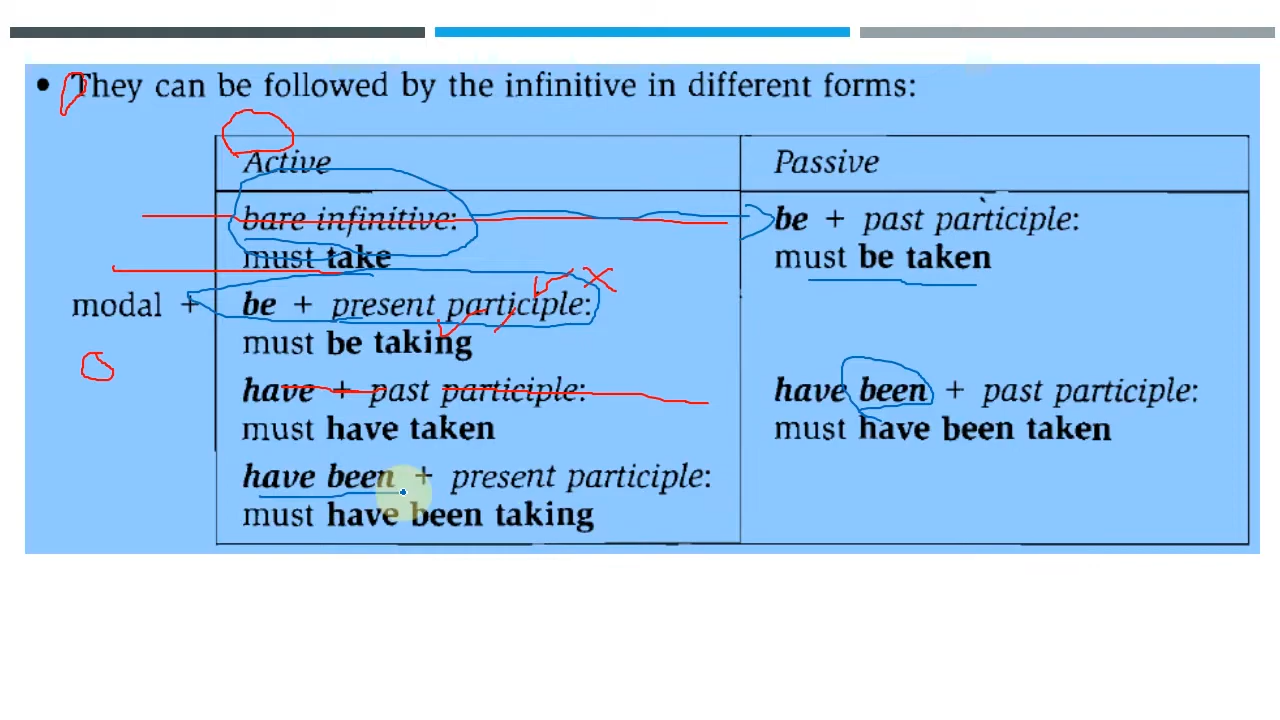 • They can be followed by the infinitive in different forms:
Active Passive
bare infinitive: be + past participle:
must take must be taken
modal + be + present participle:
must be taking
have + past participle: have been + past participle:
must have taken must have been taken
have been + present participle:
must have been taking